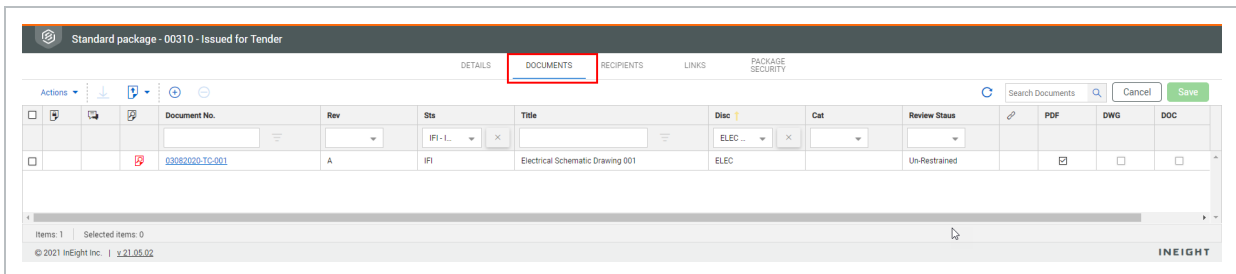 Standard package - 00310 - Issued for Tender
DETAILS DOCUMENTS RECIPIENTS LINKS PACKAGE SECURITY
Actions Search Documents Cancel Save
Document No. Rev Sts Title Disc Cat Review Staus PDF DWG DOC
IFI - I... ELEC ...
03082020-TC-001 A IFI Electrical Schematic Drawing 001 ELEC Un-Restrained
Items: 1 Selected items: 0
© 2021 InEight Inc. | v 21.05.02 INEIGHT